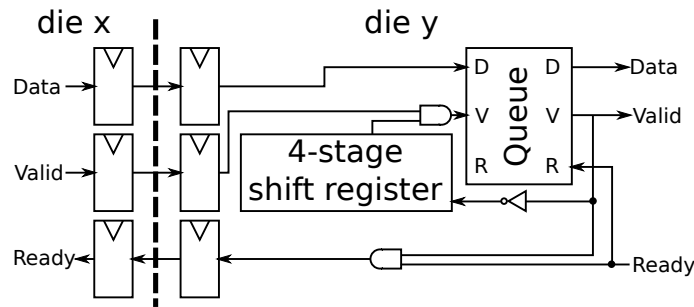 die x
die y
Data
D
D
Data
Queue
V
V
Valid
4-stage
shift register
Valid
R
R
Ready
Ready